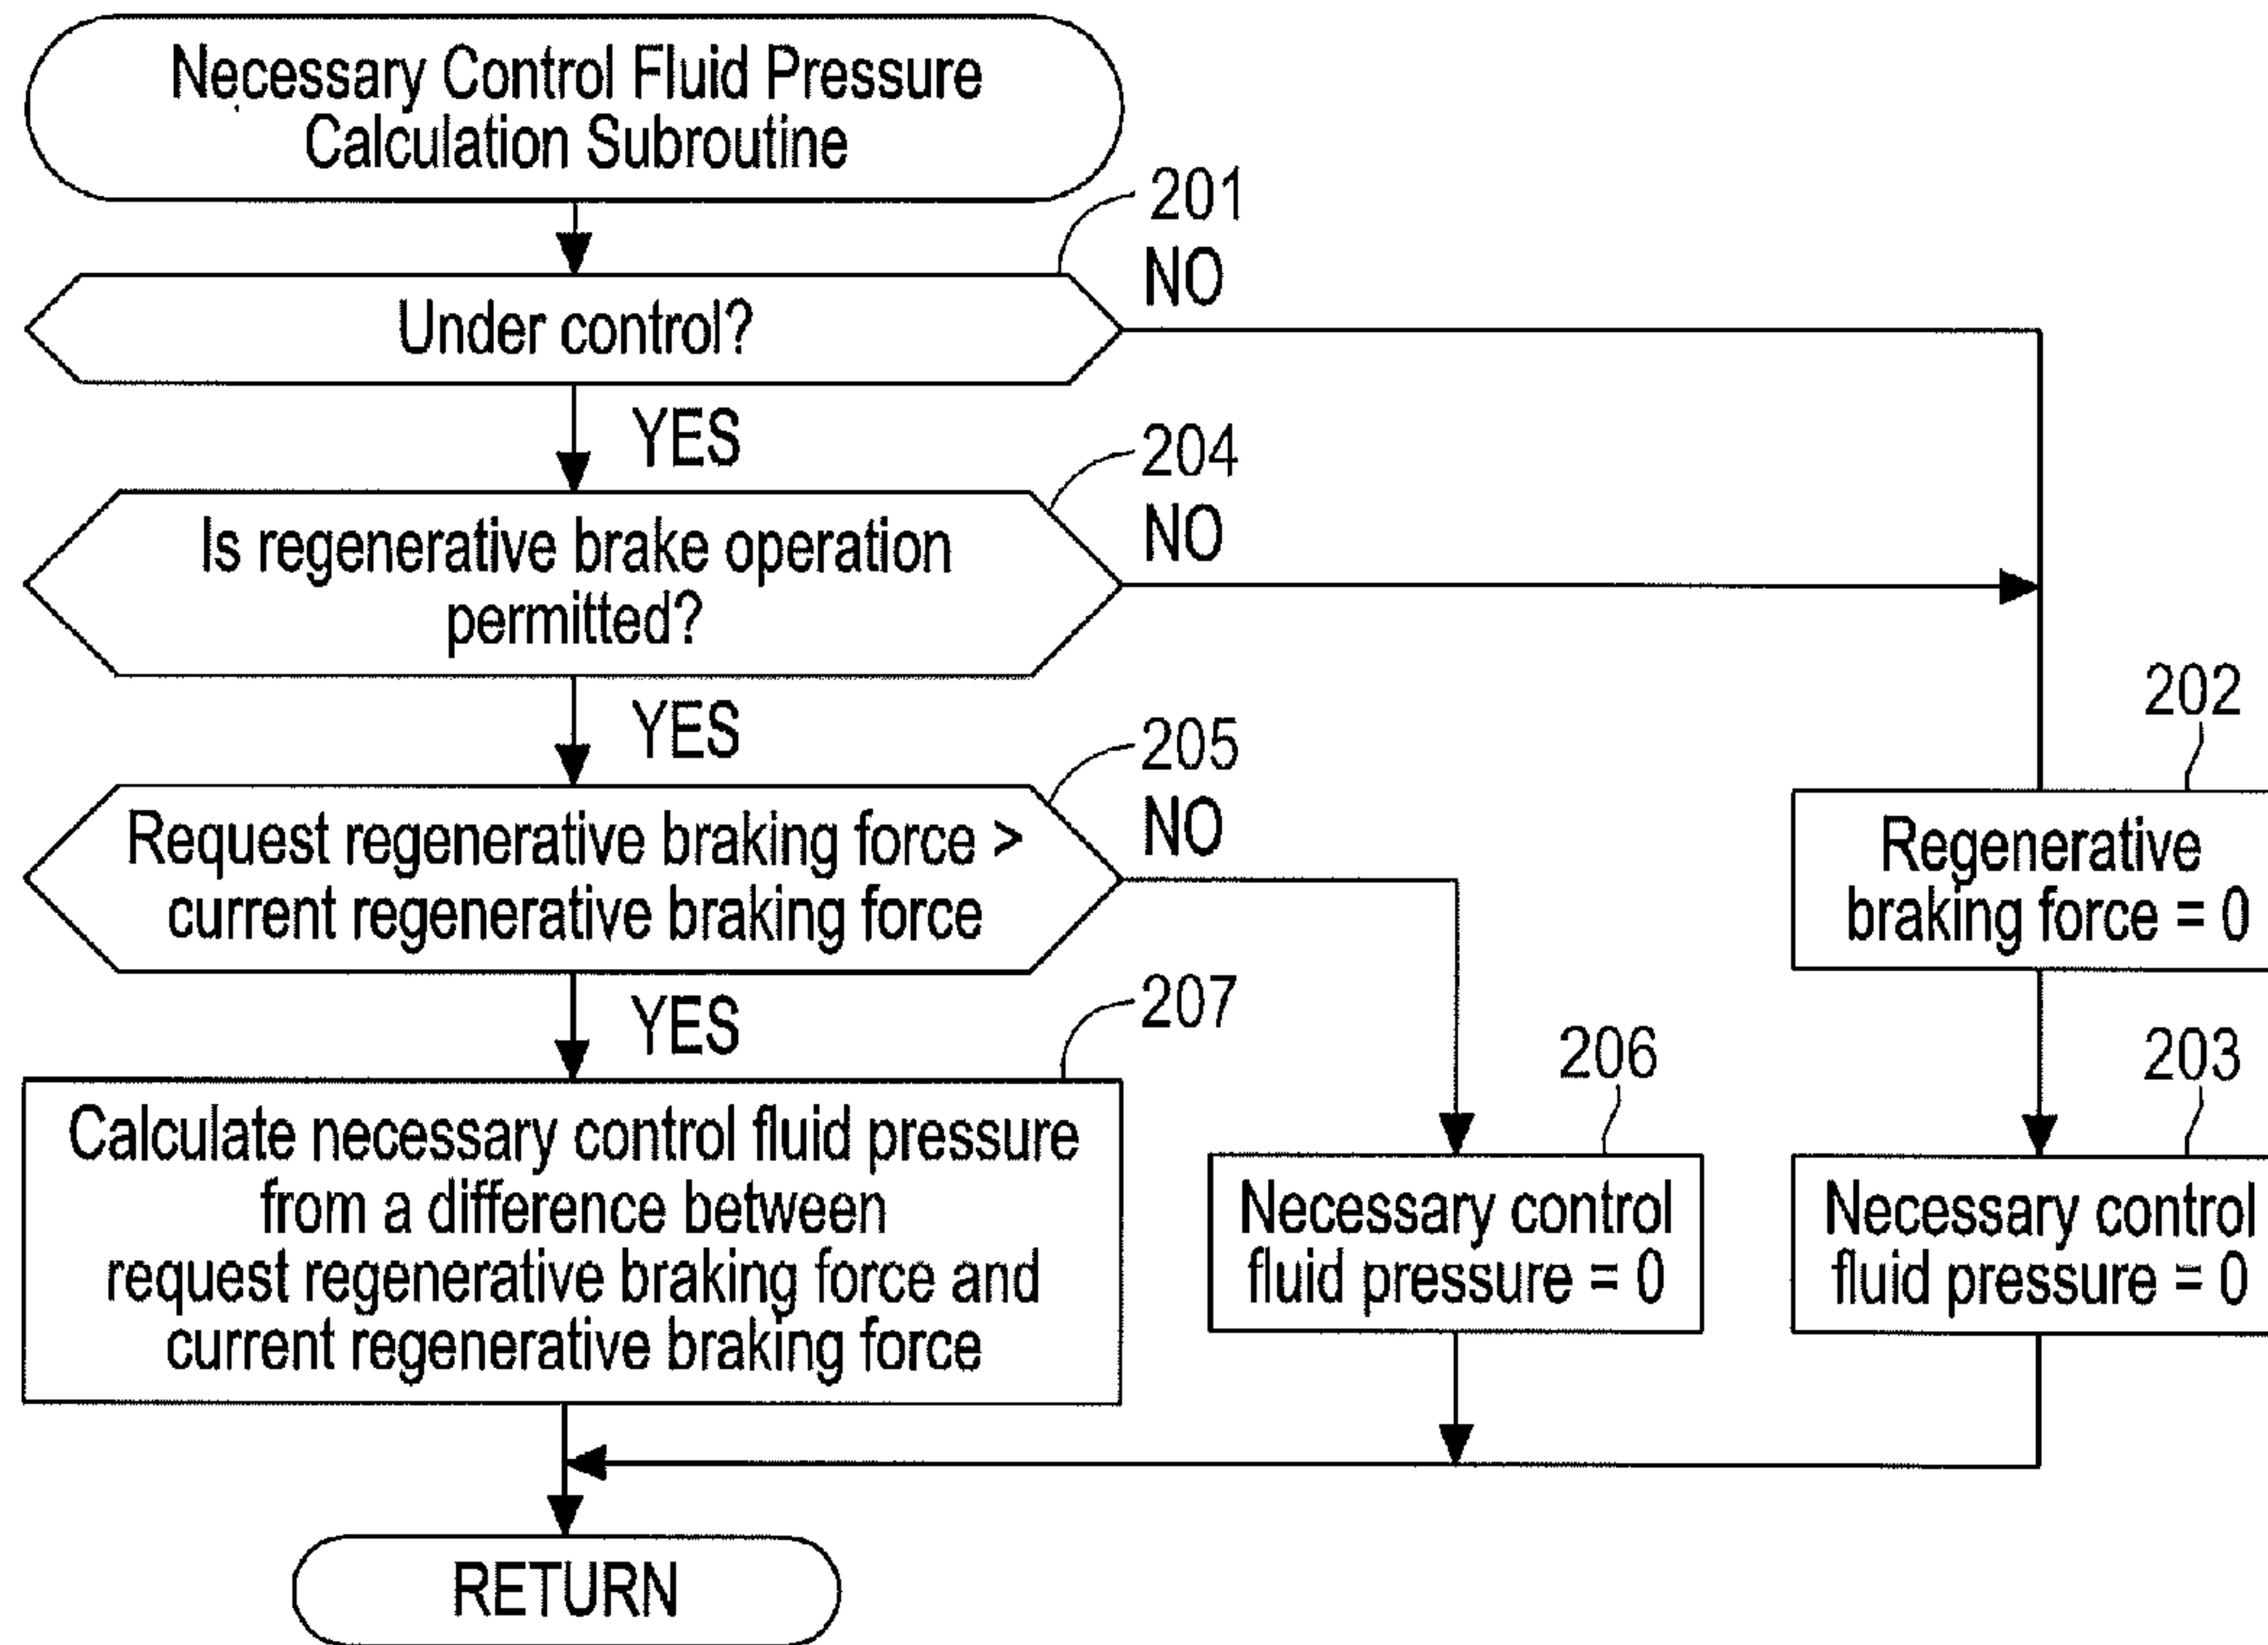 Necessary Control Fluid Pressure
Calculation Subroutine
201
NO
Under control?
YES
204
NO
Is regenerative brake operation
permitted?
YES
205
NO
Request regenerative braking force >
current regenerative braking force
202
Regenerative
braking force = 0
YES
207
Calculate necessary control fluid pressure
from a difference between
request regenerative braking force and
current regenerative braking force
206
Necessary control
fluid pressure = 0
203
Necessary control
fluid pressure = 0
RETURN